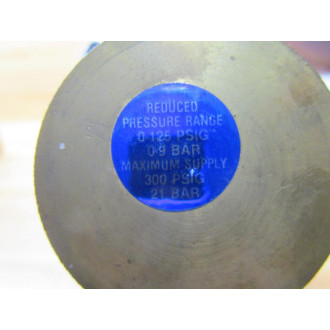 REDUCED
PRESSURE RANGE
0-125 PSIG
0-9 BAR
MAXIMUM SUPPLY
300 PSIG
21 BAR